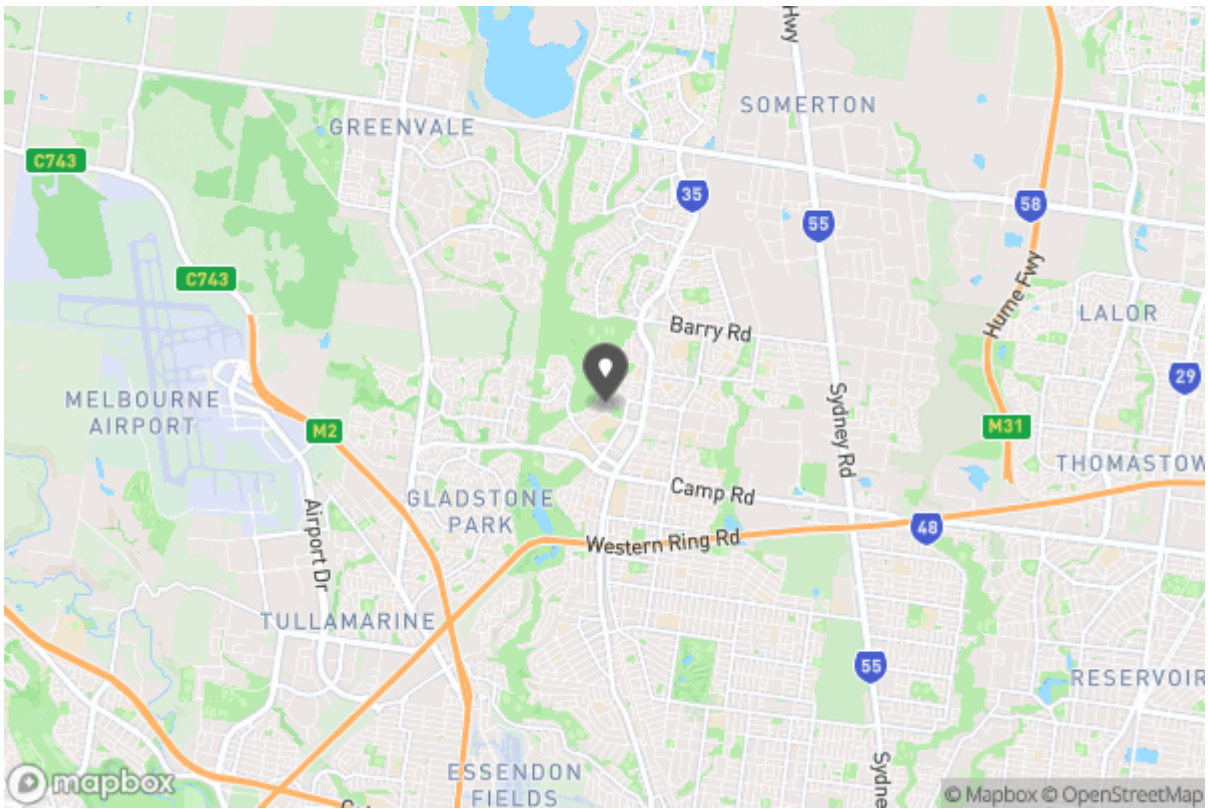 Hwy
SOMERTON
GREENVALE
C743
35
58
55
C743
Hume Fwy
LALOR
Barry Rd
29
MELBOURNE
AIRPORT
M2
Sydney Rd
M31
THOMASTOW
GLADSTONE
PARK
Camp Rd
48
Western Ring Rd
Airport Dr
TULLAMARINE
55
RESERVOIR
ESSENDON
FIELDS
Sydne
mapbox
© Mapbox © OpenStreetMap